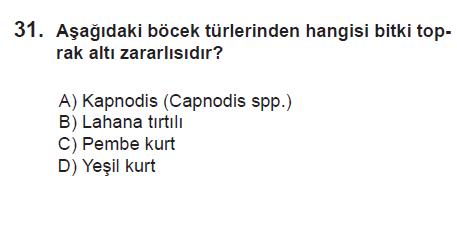 31. Aşağıdaki böcek türlerinden hangisi bitki top-
rak altı zararlısıdır?
A) Kapnodis (Capnodis spp.)
B) Lahana tırtılı
C) Pembe kurt
D) Yeşil kurt